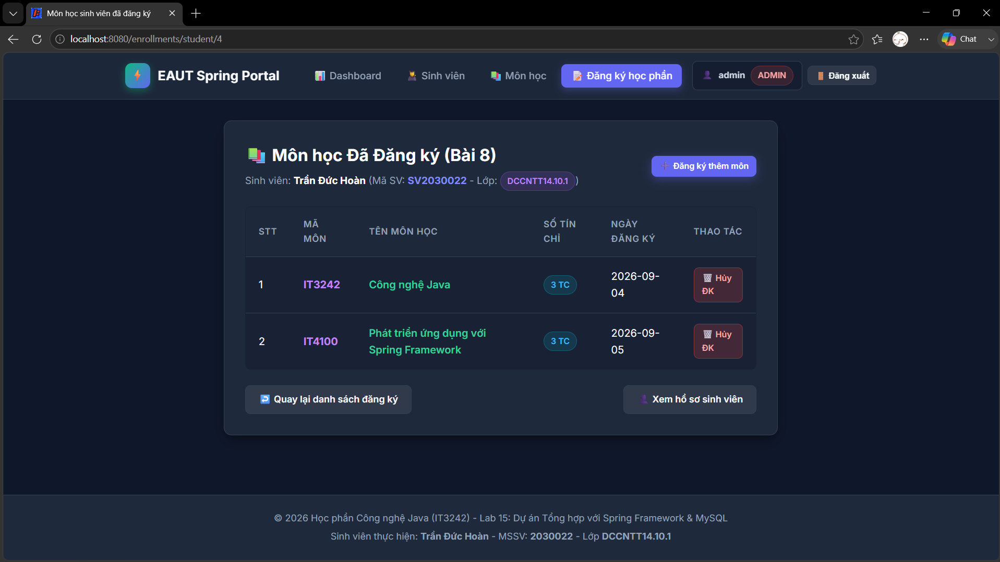 Môn học sinh viên đã đăng ký
localhost:8080/enrollments/student/4
Chat
EAUT Spring Portal
Dashboard
Sinh viên
Môn học
Đăng ký học phần
admin
ADMIN
Đăng xuất
Môn học Đã Đăng ký (Bài 8)
Sinh viên: Trần Đức Hoàn (Mã SV: SV2030022 - Lớp: DCCNTT14.10.1)
Đăng ký thêm môn
STT
MÃ
MÔN
TÊN MÔN HỌC
SỐ TÍN
CHỈ
NGÀY
ĐĂNG KÝ
THAO TÁC
1
IT3242
Công nghệ Java
3 TC
2026-09-
04
Hủy
ĐK
2
IT4100
Phát triển ứng dụng với
Spring Framework
3 TC
2026-09-
05
Hủy
ĐK
Quay lại danh sách đăng ký
Xem hồ sơ sinh viên
© 2026 Học phần Công nghệ Java (IT3242) - Lab 15: Dự án Tổng hợp với Spring Framework & MySQL
Sinh viên thực hiện: Trần Đức Hoàn - MSSV: 2030022 - Lớp DCCNTT14.10.1